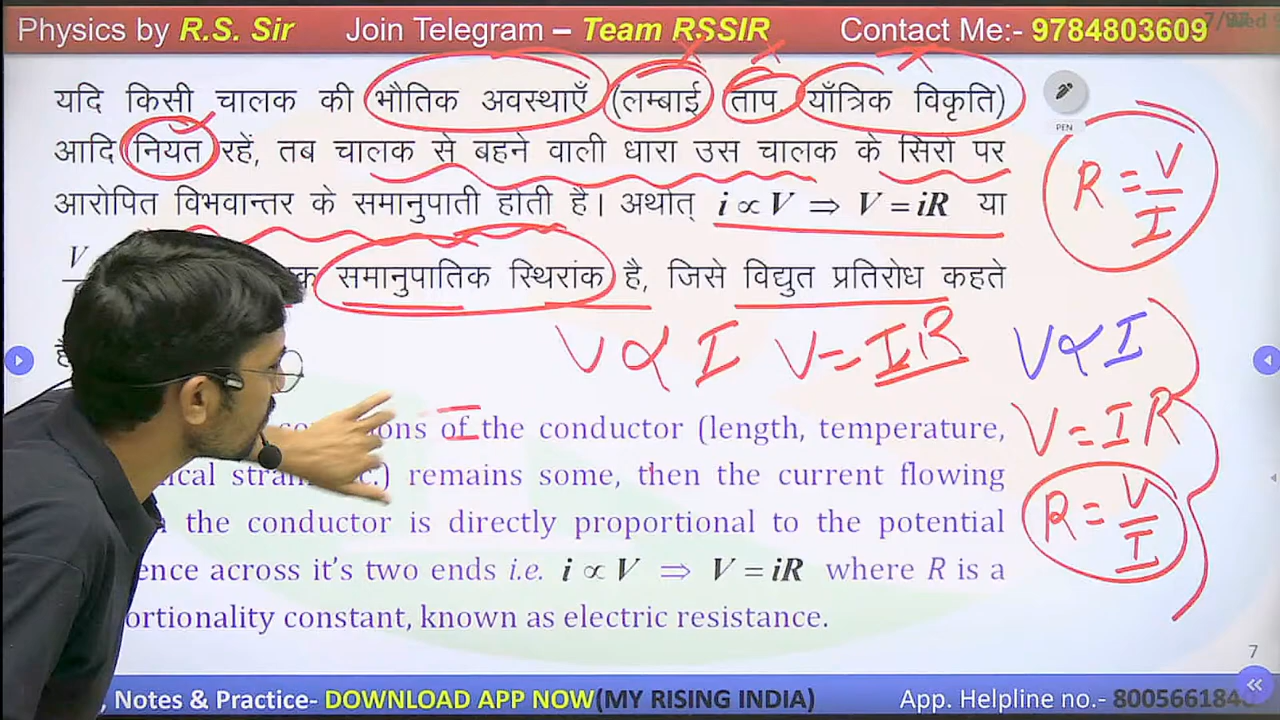 Physics by R.S. Sir Join Telegram – Team RSSIR Contact Me:- 9784803609
यदि किसी चालक की भौतिक अवस्थाएँ (लम्बाई ताप, याँत्रिक विकृति)
PEN
आदि नियत रहें, तब चालक से बहने वाली धारा उस चालक के सिरो पर
R = V/I
आरोपित विभवान्तर के समानुपाती होती है। अर्थात् i ∝ V ⇒ V = iR या
V
समानुपातिक स्थिरांक है, जिसे विद्युत प्रतिरोध कहते
V ∝ I V = IR V ∝ I
of the conductor (length, temperature,
V = IR
remains some, then the current flowing
R = V/I
the conductor is directly proportional to the potential
across it's two ends i.e. i ∝ V ⇒ V = iR where R is a
constant, known as electric resistance.
7
, Notes & Practice- DOWNLOAD APP NOW(MY RISING INDIA) App. Helpline no.-